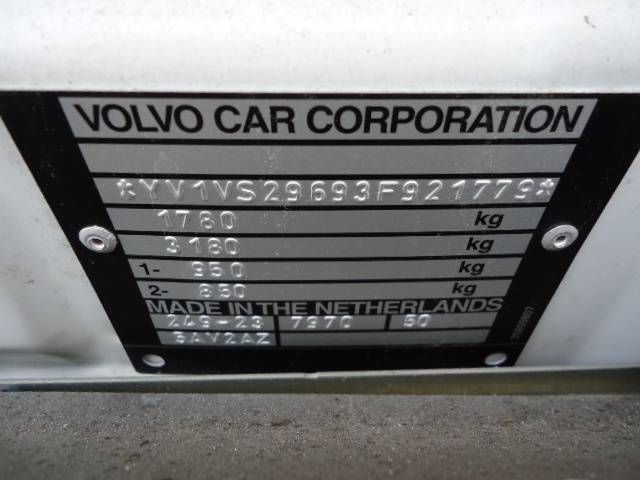 VOLVO CAR CORPORATION
*YV1VS29693F921779*
1780 kg
3180 kg
1- 950 kg
2- 850 kg
MADE IN THE NETHERLANDS
249-23 7970 50
5AY2AZ